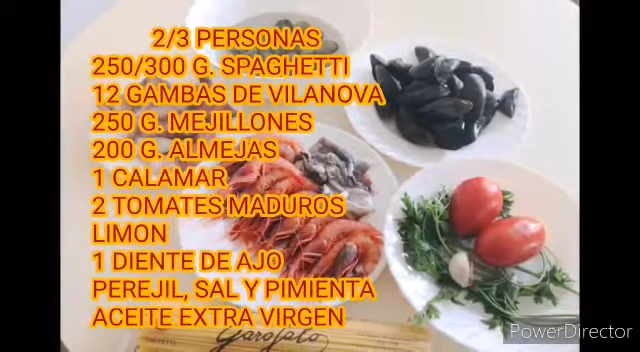 2/3 PERSONAS
250/300 G. SPAGHETTI
12 GAMBAS DE VILANOVA
250 G. MEJILLONES
200 G. ALMEJAS
1 CALAMAR
2 TOMATES MADUROS
LIMON
1 DIENTE DE AJO
PEREJIL, SAL Y PIMIENTA
ACEITE EXTRA VIRGEN
Garofalo
PowerDirector